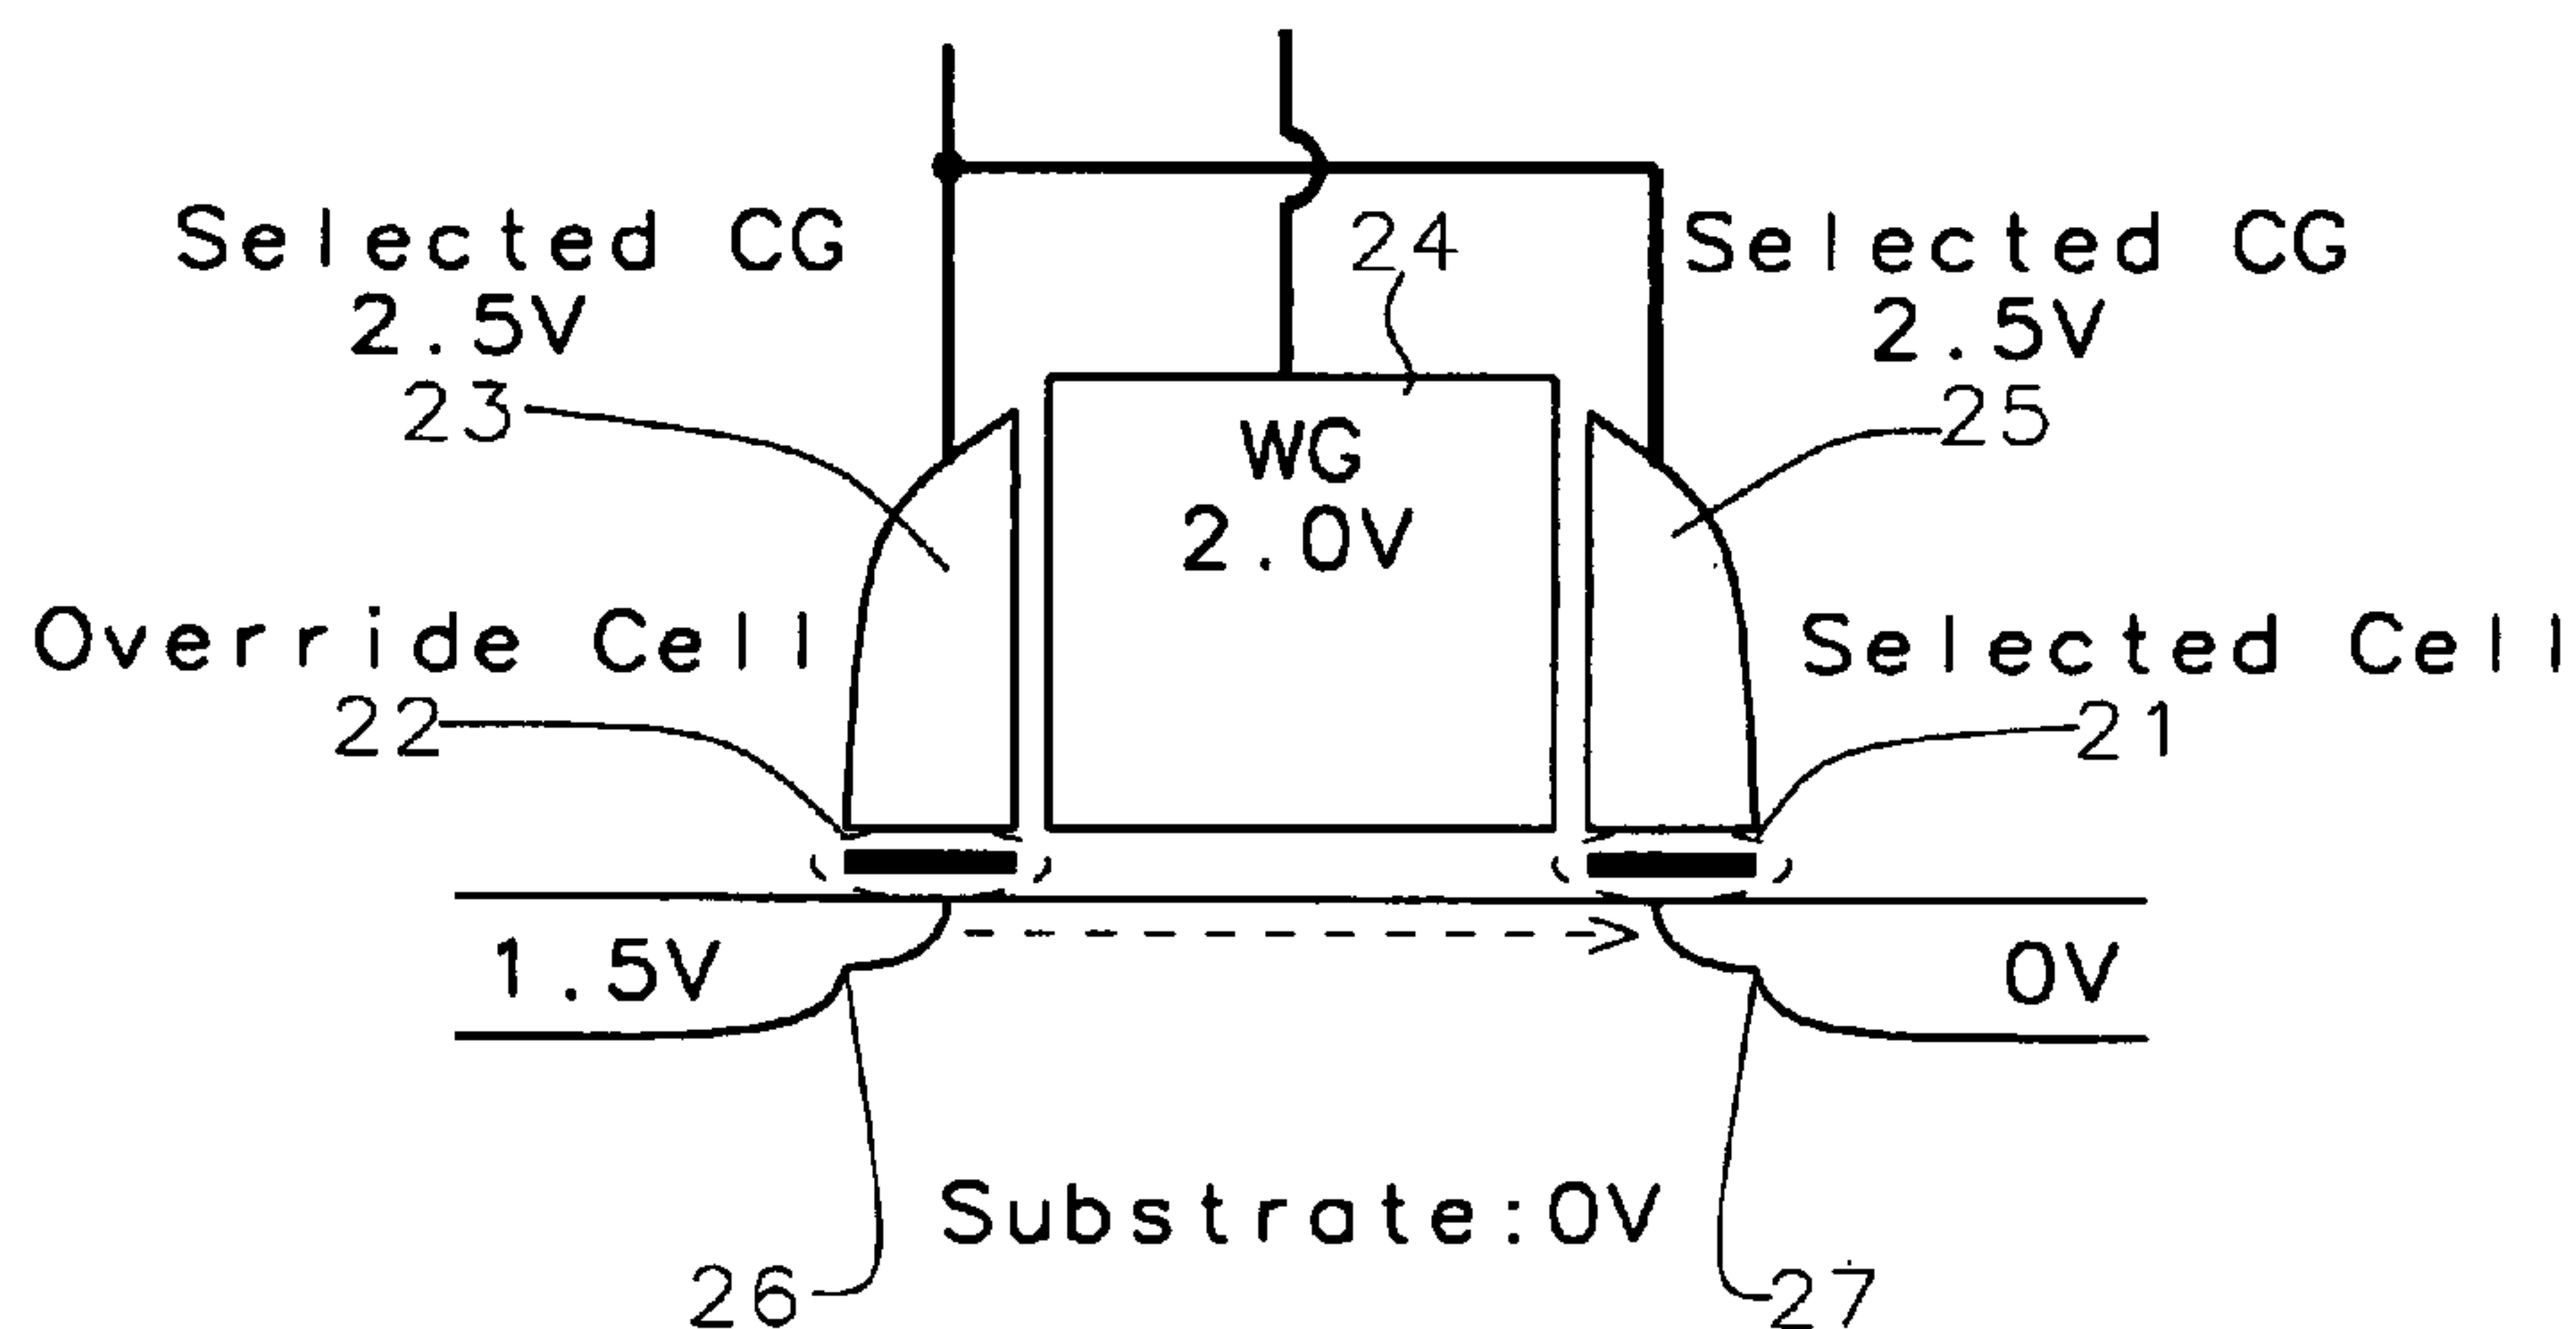 Selected CG
2.5V
23
24
Selected CG
2.5V
25
WG
2.0V
Override Cell
22
Selected Cell
21
1.5V
0V
Substrate:0V
26
27